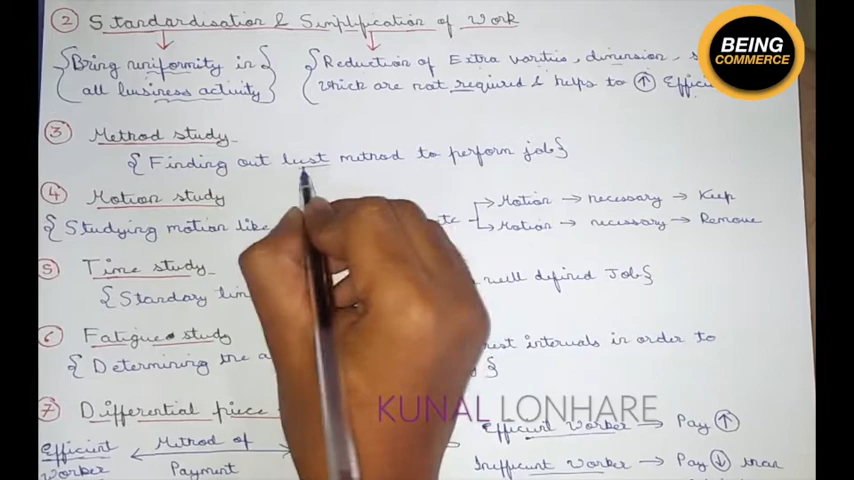 ② Standardisation & Simplification of work
{Bring uniformity in all business activity}
{Reduction of Extra varities, dimension,
which are not required & helps to ↑
BEING
COMMERCE
③ Method study
{Finding out best method to perform job}
④ Motion study
{Studying motion like etc
→ Motion → necessary → Keep
→ Motion → necessary → Remove
⑤ Time study
well defined Job}
⑥ Fatigue study
{Determining the rest intervals in order to
}
⑦ Differential piece
Efficient worker
Method of Payment
Efficient worker → Pay ↑
Inefficient worker → Pay ↓ than
KUNAL LONHARE